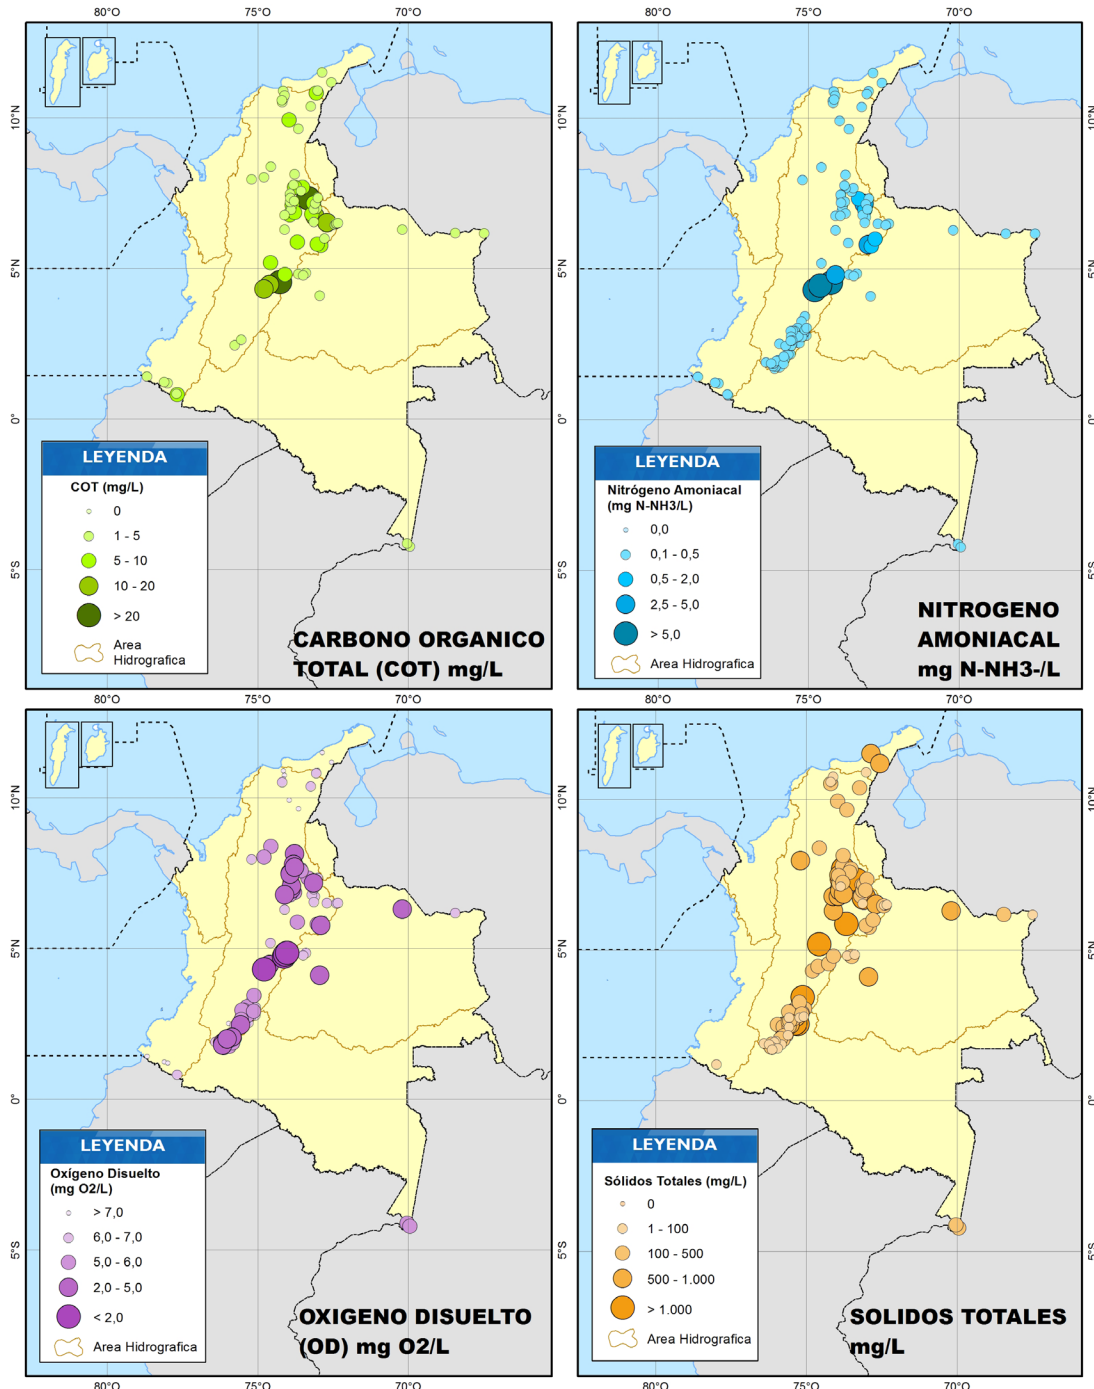 80°O 75°O 70°O
80°O 75°O 70°O
10°N
5°N
0°
5°S
10°N
5°N
0°
5°S
LEYENDA
COT (mg/L)
0
1 - 5
5 - 10
10 - 20
> 20
Area
Hidrografica
CARBONO ORGANICO
TOTAL (COT) mg/L
LEYENDA
Nitrógeno Amoniacal
(mg N-NH3/L)
0,0
0,1 - 0,5
0,5 - 2,0
2,5 - 5,0
> 5,0
Area Hidrografica
NITROGENO
AMONIACAL
mg N-NH3-/L
80°O 75°O 70°O
80°O 75°O 70°O
10°N
5°N
0°
5°S
10°N
5°N
0°
5°S
LEYENDA
Oxígeno Disuelto
(mg O2/L)
> 7,0
6,0 - 7,0
5,0 - 6,0
2,0 - 5,0
< 2,0
Area Hidrografica
OXIGENO DISUELTO
(OD) mg O2/L
LEYENDA
Sólidos Totales (mg/L)
0
1 - 100
100 - 500
500 - 1.000
> 1.000
Area Hidrografica
SOLIDOS TOTALES
mg/L
80°O 75°O 70°O
80°O 75°O 70°O